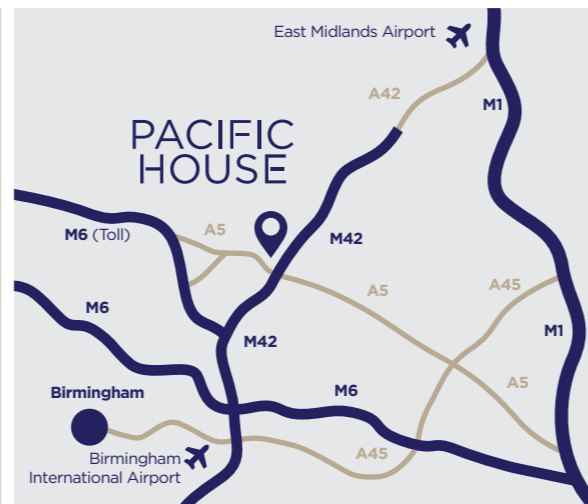 East Midlands Airport
A42
M1
PACIFIC
HOUSE
M6 (Toll)
A5
M42
A5
A45
M6
M42
M1
Birmingham
M6
A5
Birmingham
International Airport
A45